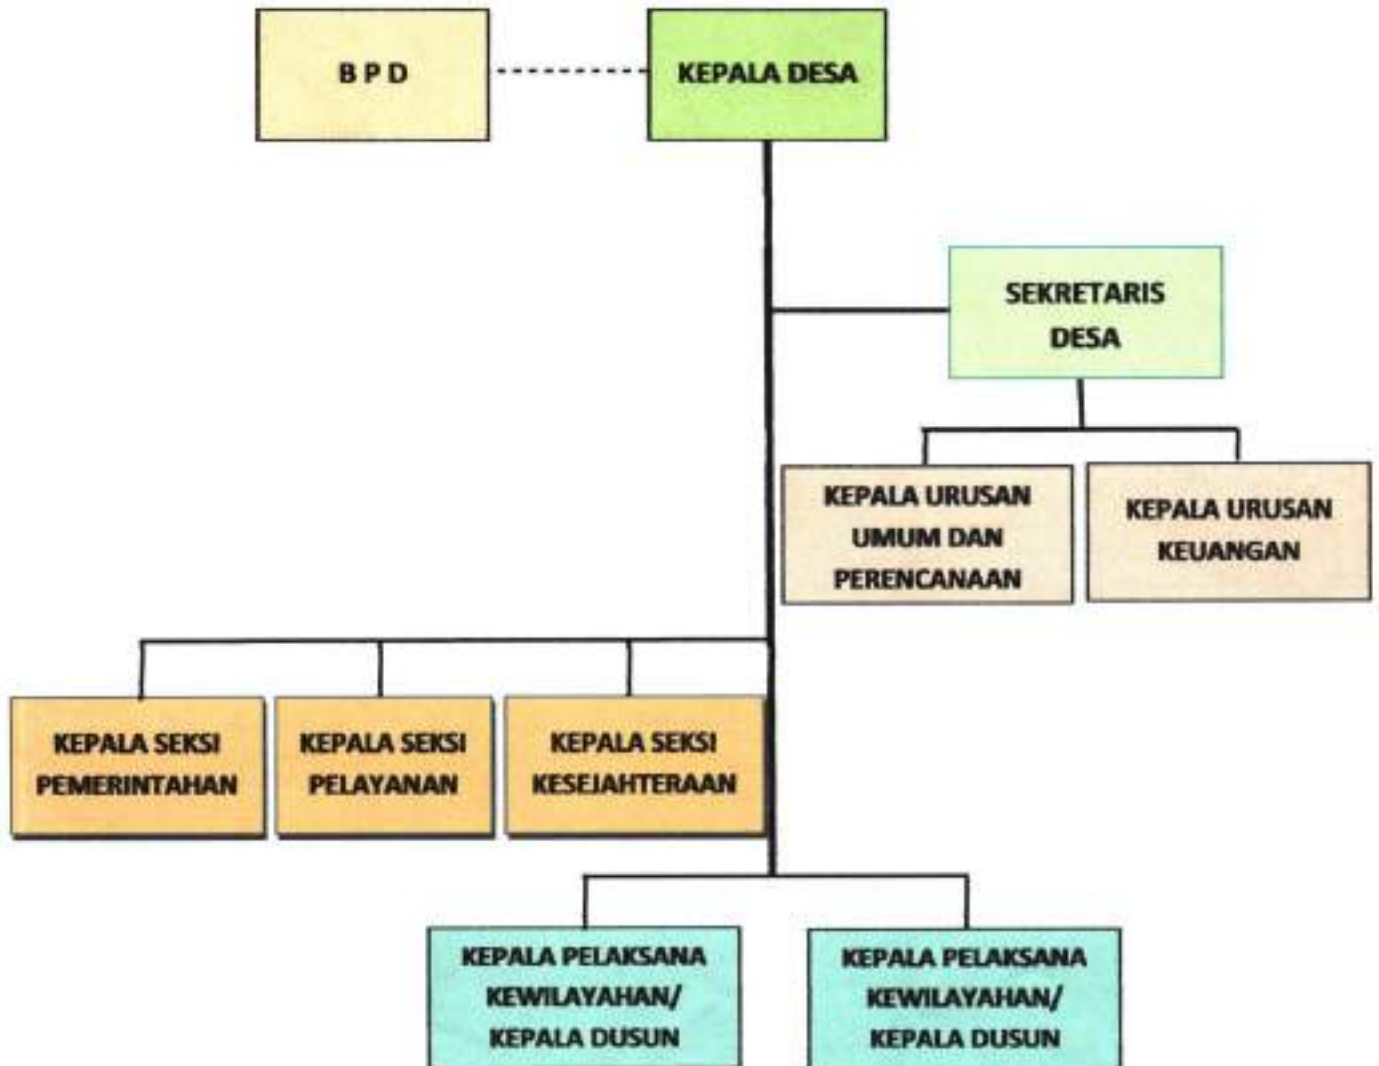 B P D
KEPALA DESA
SEKRETARIS
DESA
KEPALA URUSAN
UMUM DAN
PERENCANAAN
KEPALA URUSAN
KEUANGAN
KEPALA SEKSI
PEMERINTAHAN
KEPALA SEKSI
PELAYANAN
KEPALA SEKSI
KESEJAHTERAAN
KEPALA PELAKSANA
KEWILAYAHAN/
KEPALA DUSUN
KEPALA PELAKSANA
KEWILAYAHAN/
KEPALA DUSUN